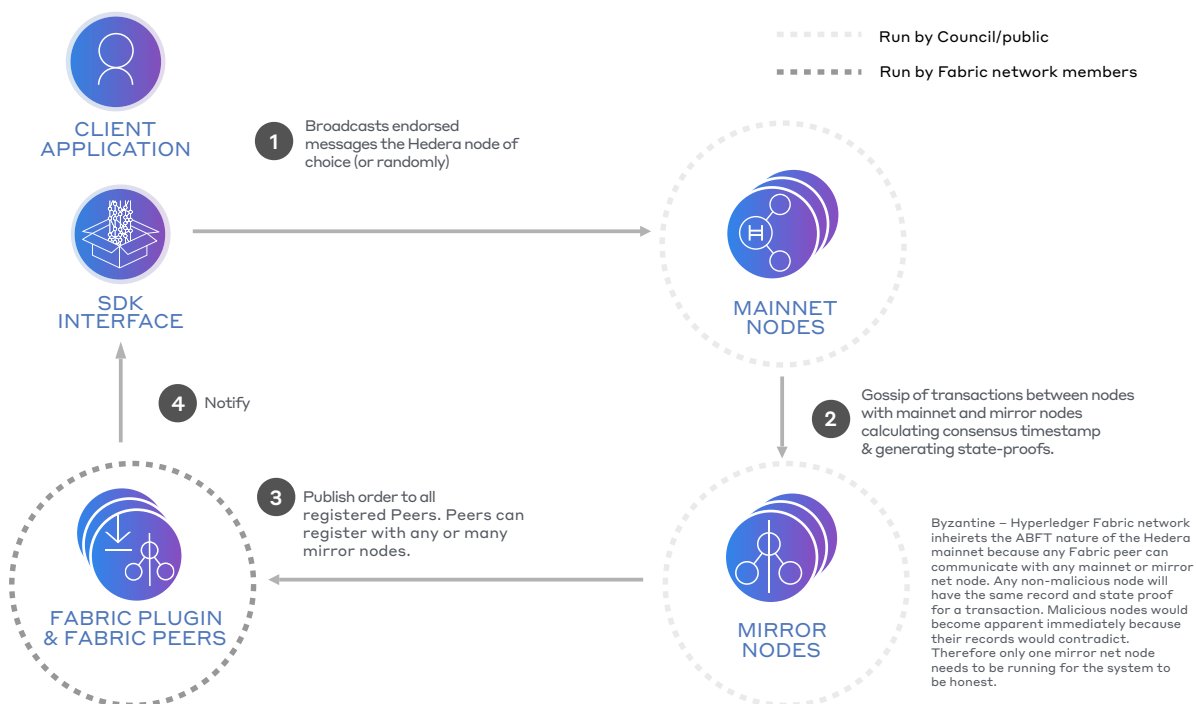 CLIENT
APPLICATION
1
Broadcasts endorsed
messages the Hedera node of
choice (or randomly)
Run by Council/public
Run by Fabric network members
SDK
INTERFACE
MAINNET
NODES
2
Gossip of transactions between nodes
with mainnet and mirror nodes
calculating consensus timestamp
& generating state-proofs.
4
Notify
3
Publish order to all
registered Peers. Peers can
register with any or many
mirror nodes.
FABRIC PLUGIN
& FABRIC PEERS
MIRROR
NODES
Byzantine – Hyperledger Fabric network
inheirets the ABFT nature of the Hedera
mainnet because any Fabric peer can
communicate with any mainnet or mirror
net node. Any non-malicious node will
have the same record and state proof
for a transaction. Malicious nodes would
become apparent immediately because
their records would contradict.
Therefore only one mirror net node
needs to be running for the system to
be honest.